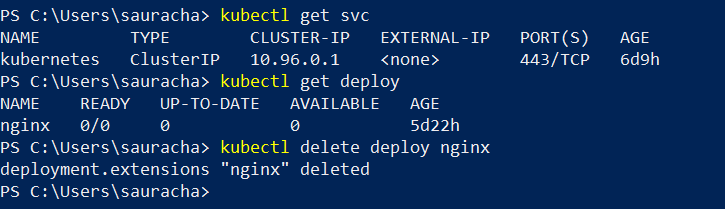 PS C:\Users\sauracha> kubectl get svc
NAME TYPE CLUSTER-IP EXTERNAL-IP PORT(S) AGE
kubernetes ClusterIP 10.96.0.1 <none> 443/TCP 6d9h
PS C:\Users\sauracha> kubectl get deploy
NAME READY UP-TO-DATE AVAILABLE AGE
nginx 0/0 0 0 5d22h
PS C:\Users\sauracha> kubectl delete deploy nginx
deployment.extensions "nginx" deleted
PS C:\Users\sauracha>